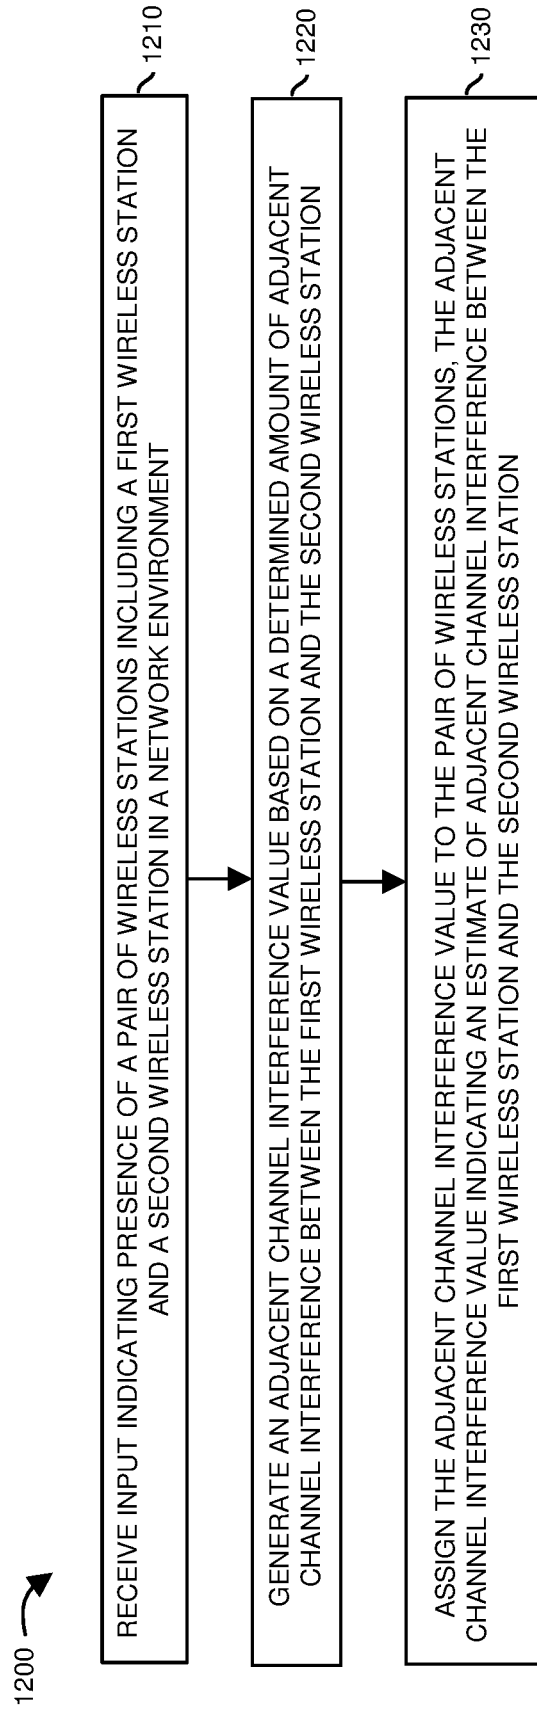 1200
RECEIVE INPUT INDICATING PRESENCE OF A PAIR OF WIRELESS STATIONS INCLUDING A FIRST WIRELESS STATION
AND A SECOND WIRELESS STATION IN A NETWORK ENVIRONMENT
1210
GENERATE AN ADJACENT CHANNEL INTERFERENCE VALUE BASED ON A DETERMINED AMOUNT OF ADJACENT
CHANNEL INTERFERENCE BETWEEN THE FIRST WIRELESS STATION AND THE SECOND WIRELESS STATION
1220
ASSIGN THE ADJACENT CHANNEL INTERFERENCE VALUE TO THE PAIR OF WIRELESS STATIONS, THE ADJACENT
CHANNEL INTERFERENCE VALUE INDICATING AN ESTIMATE OF ADJACENT CHANNEL INTERFERENCE BETWEEN THE
FIRST WIRELESS STATION AND THE SECOND WIRELESS STATION
1230